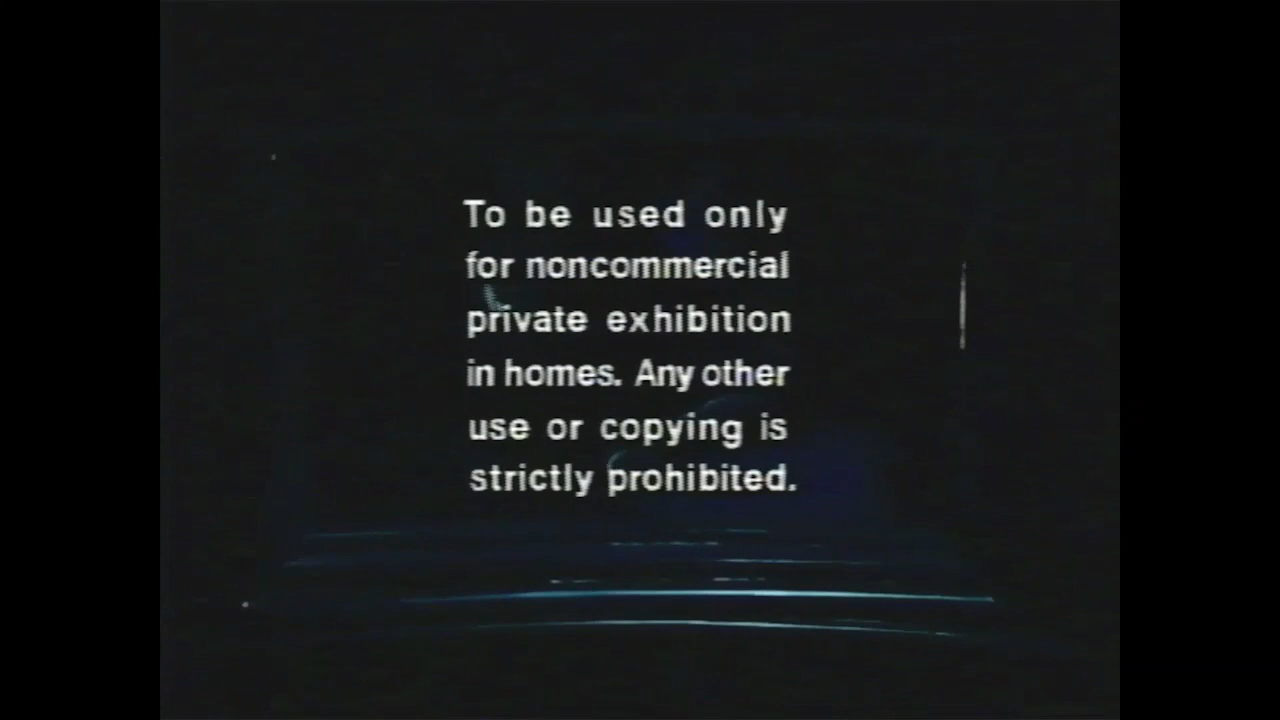 To be used only
for noncommercial
private exhibition
in homes. Any other
use or copying is
strictly prohibited.